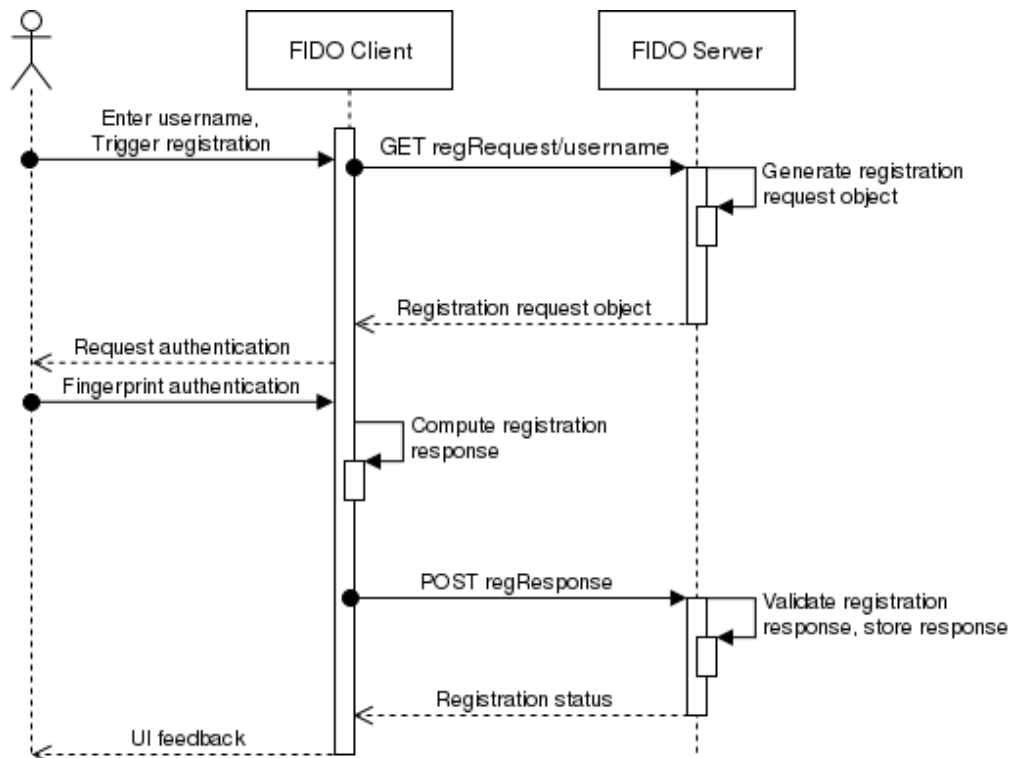 FIDO Client
FIDO Server
Enter username,
Trigger registration
GET regRequest/username
Generate registration
request object
Registration request object
Request authentication
Fingerprint authentication
Compute registration
response
POST regResponse
Validate registration
response, store response
Registration status
UI feedback